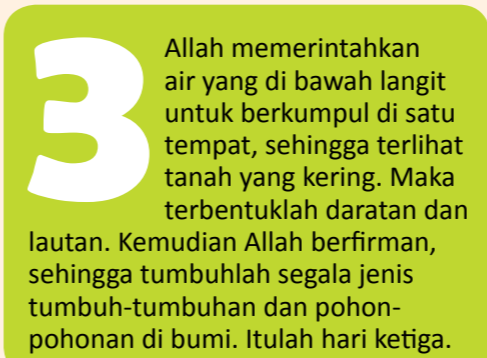 3
Allah memerintahkan
air yang di bawah langit
untuk berkumpul di satu
tempat, sehingga terlihat
tanah yang kering. Maka
terbentuklah daratan dan
lautan. Kemudian Allah berfirman,
sehingga tumbuhlah segala jenis
tumbuh-tumbuhan dan pohon-
pohonan di bumi. Itulah hari ketiga.